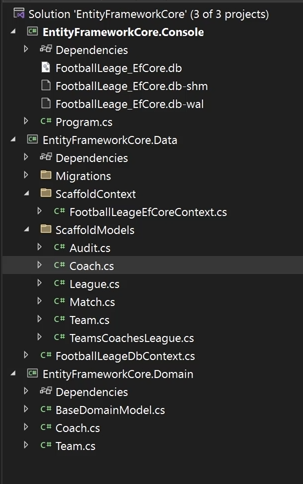 Solution 'EntityFrameworkCore' (3 of 3 projects)
EntityFrameworkCore.Console
Dependencies
FootballLeage_EfCore.db
FootballLeage_EfCore.db-shm
FootballLeage_EfCore.db-wal
C# Program.cs
EntityFrameworkCore.Data
Dependencies
Migrations
ScaffoldContext
C# FootballLeageEfCoreContext.cs
ScaffoldModels
C# Audit.cs
C# Coach.cs
C# League.cs
C# Match.cs
C# Team.cs
C# TeamsCoachesLeague.cs
C# FootballLeageDbContext.cs
EntityFrameworkCore.Domain
Dependencies
C# BaseDomainModel.cs
C# Coach.cs
C# Team.cs